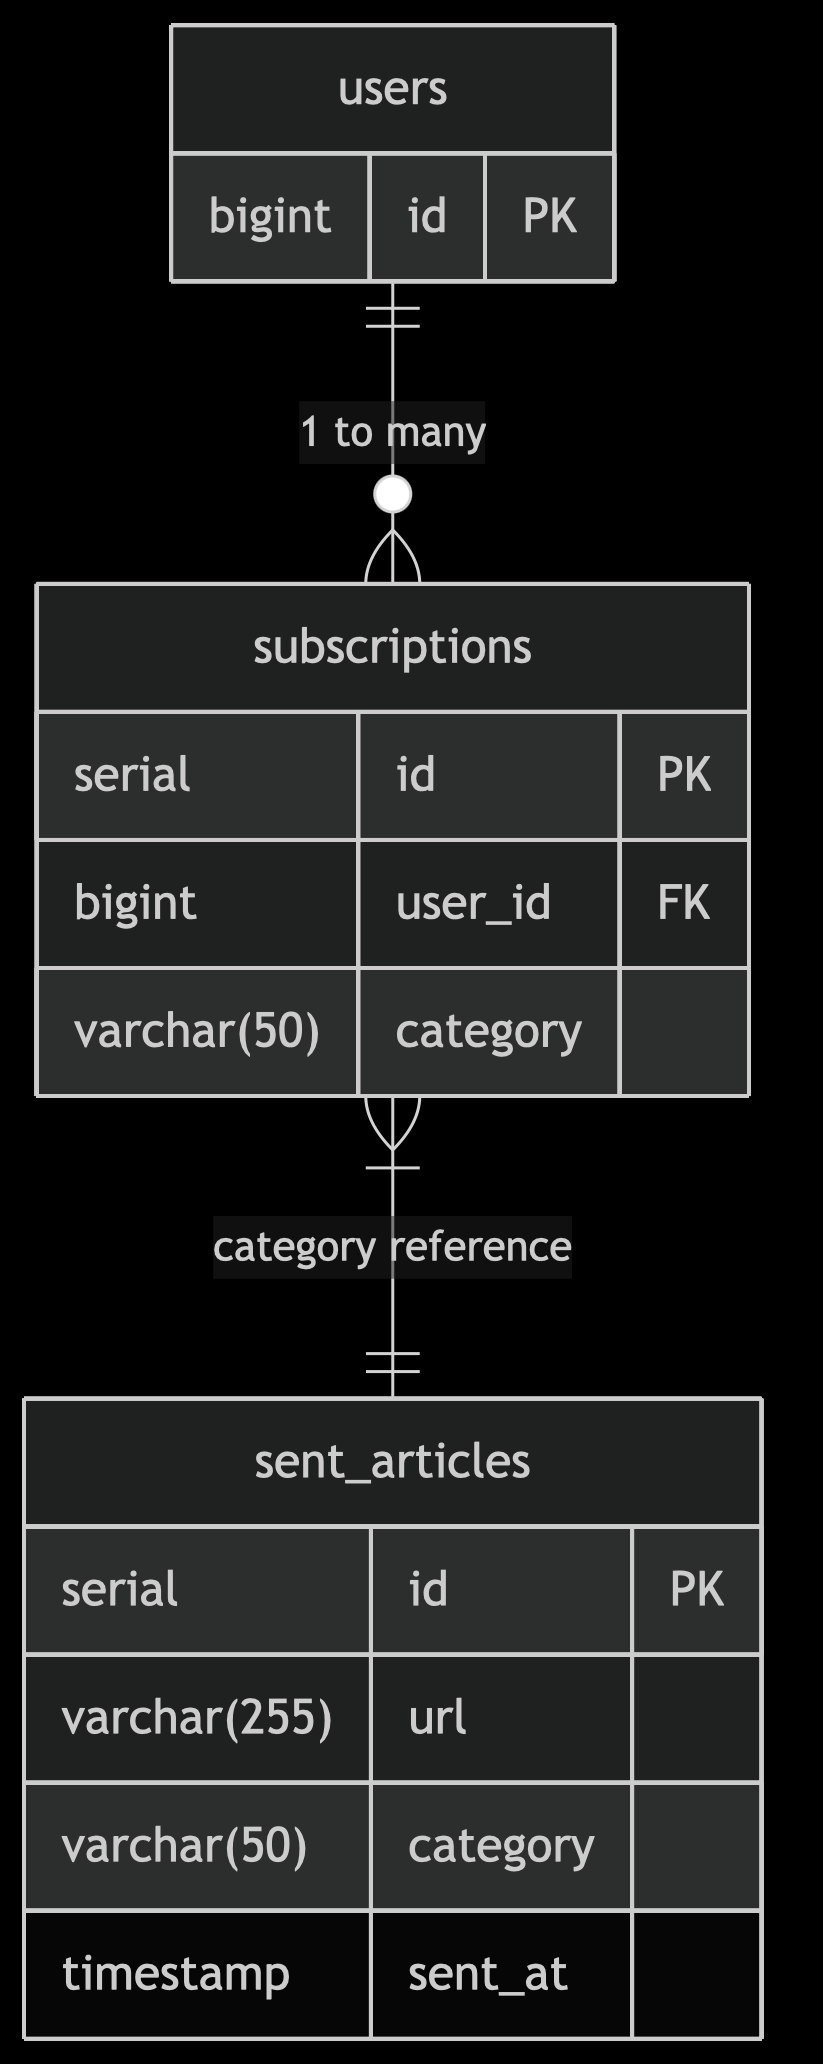 users
bigint id PK
1 to many
subscriptions
serial id PK
bigint user_id FK
varchar(50) category
category reference
sent_articles
serial id PK
varchar(255) url
varchar(50) category
timestamp sent_at